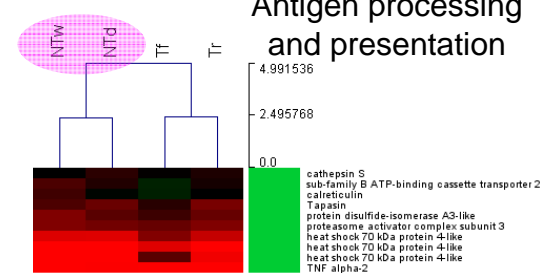 Antigen processing
and presentation
NTw
NTd
Tf
Tr
4.991536
2.495768
0.0
cathepsin S
sub-family B ATP-binding cassette transporter 2
calreticulin
Tapasin
protein disulfide-isomerase A3-like
proteasome activator complex subunit 3
heat shock 70 kDa protein 4-like
heat shock 70 kDa protein 4-like
heat shock 70 kDa protein 4-like
TNF alpha-2